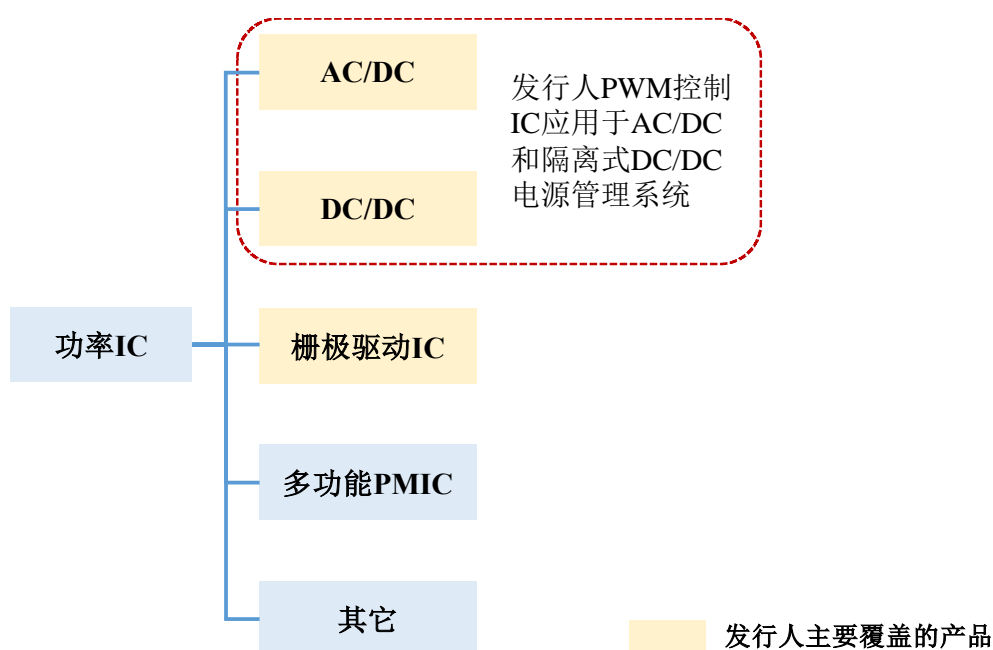 AC/DC
发行人PWM控制
IC应用于AC/DC
和隔离式DC/DC
电源管理系统
DC/DC
功率IC
栅极驱动IC
多功能PMIC
其它
发行人主要覆盖的产品